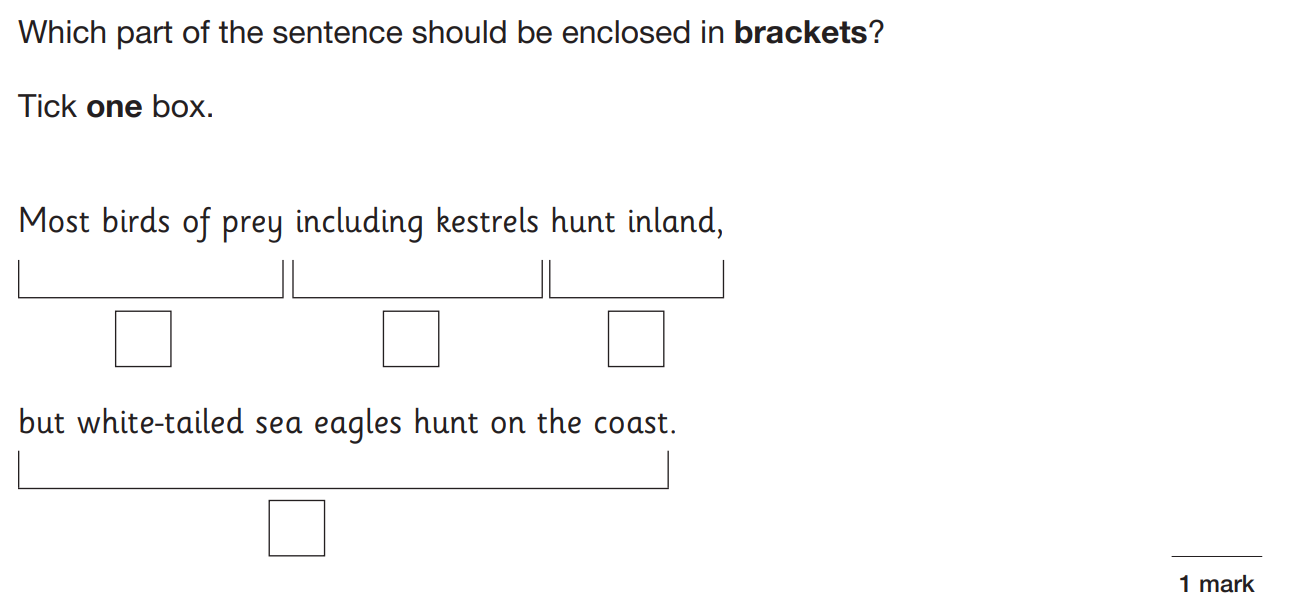 Which part of the sentence should be enclosed in brackets?
Tick one box.
Most birds of prey including kestrels hunt inland,
but white-tailed sea eagles hunt on the coast.
1 mark